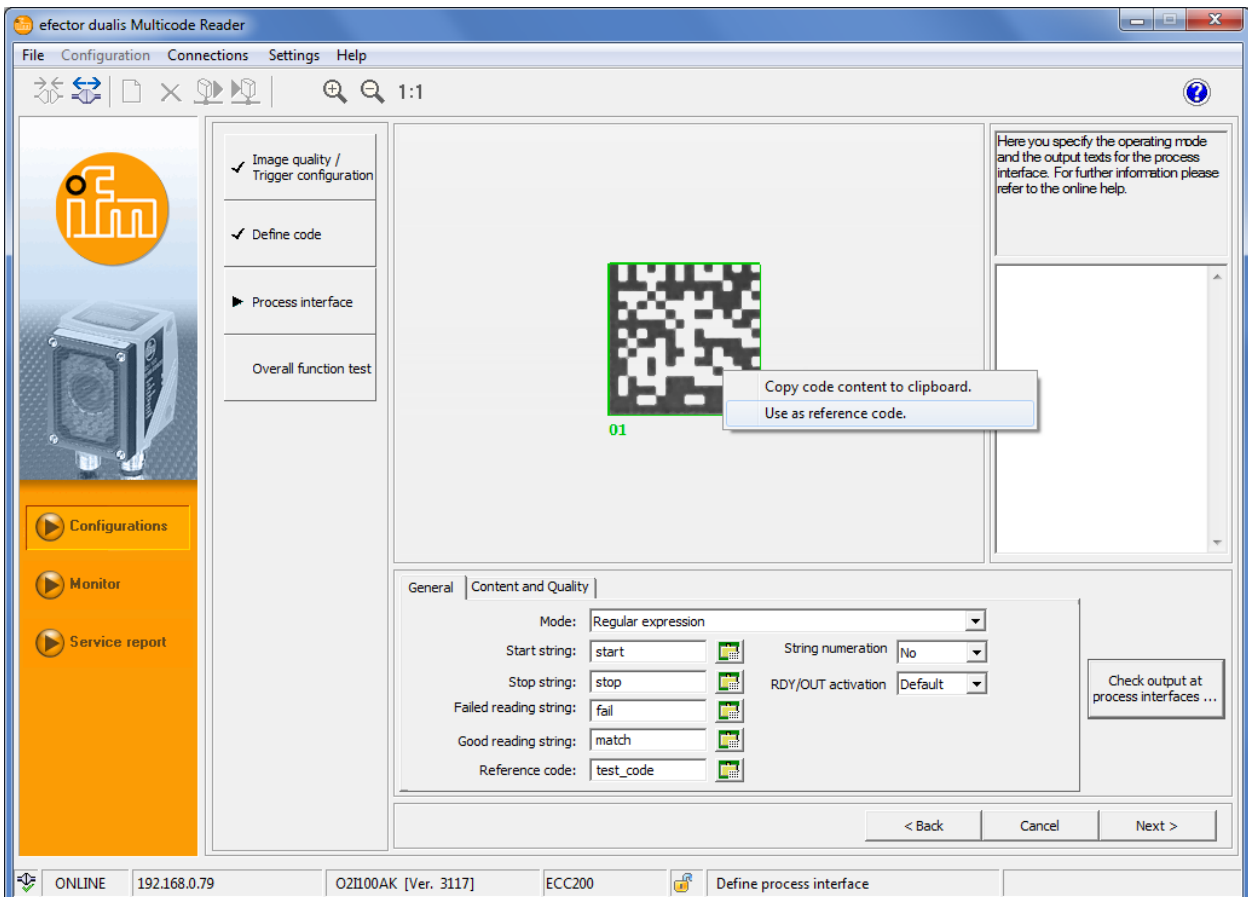 efector dualis Multicode Reader
File Configuration Connections Settings Help
1:1
ifm
Configurations
Monitor
Service report
Image quality /
Trigger configuration
Define code
Process interface
Overall function test
01
Copy code content to clipboard.
Use as reference code.
Here you specify the operating mode
and the output texts for the process
interface. For further information please
refer to the online help.
General Content and Quality
Mode: Regular expression
Start string: start String numeration No
Stop string: stop RDY/OUT activation Default
Failed reading string: fail
Good reading string: match
Reference code: test_code
Check output at
process interfaces ...
< Back Cancel Next >
ONLINE 192.168.0.79 O2I100AK [Ver. 3117] ECC200 Define process interface